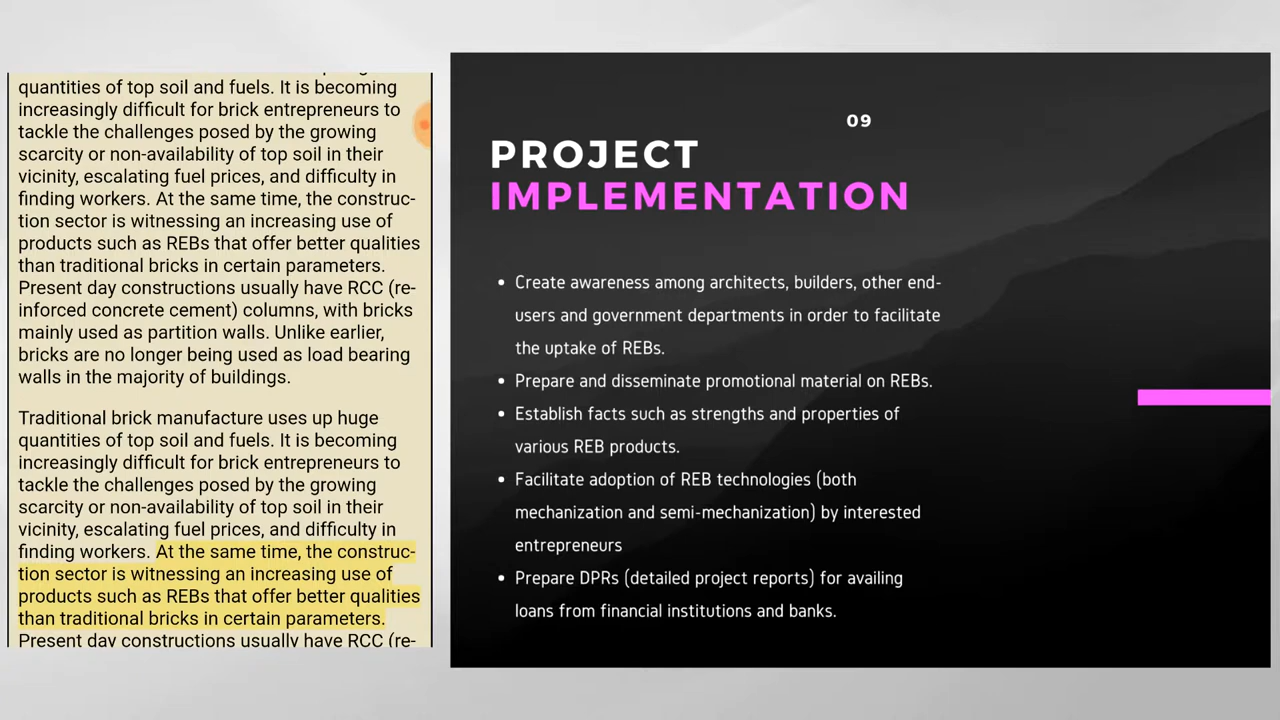 quantities of top soil and fuels. It is becoming
increasingly difficult for brick entrepreneurs to
tackle the challenges posed by the growing
scarcity or non-availability of top soil in their
vicinity, escalating fuel prices, and difficulty in
finding workers. At the same time, the construc-
tion sector is witnessing an increasing use of
products such as REBs that offer better qualities
than traditional bricks in certain parameters.
Present day constructions usually have RCC (re-
inforced concrete cement) columns, with bricks
mainly used as partition walls. Unlike earlier,
bricks are no longer being used as load bearing
walls in the majority of buildings.
Traditional brick manufacture uses up huge
quantities of top soil and fuels. It is becoming
increasingly difficult for brick entrepreneurs to
tackle the challenges posed by the growing
scarcity or non-availability of top soil in their
vicinity, escalating fuel prices, and difficulty in
finding workers. At the same time, the construc-
tion sector is witnessing an increasing use of
products such as REBs that offer better qualities
than traditional bricks in certain parameters.
Present day constructions usually have RCC (re-
09
PROJECT
IMPLEMENTATION
• Create awareness among architects, builders, other end-
users and government departments in order to facilitate
the uptake of REBs.
• Prepare and disseminate promotional material on REBs.
• Establish facts such as strengths and properties of
various REB products.
• Facilitate adoption of REB technologies (both
mechanization and semi-mechanization) by interested
entrepreneurs
• Prepare DPRs (detailed project reports) for availing
loans from financial institutions and banks.